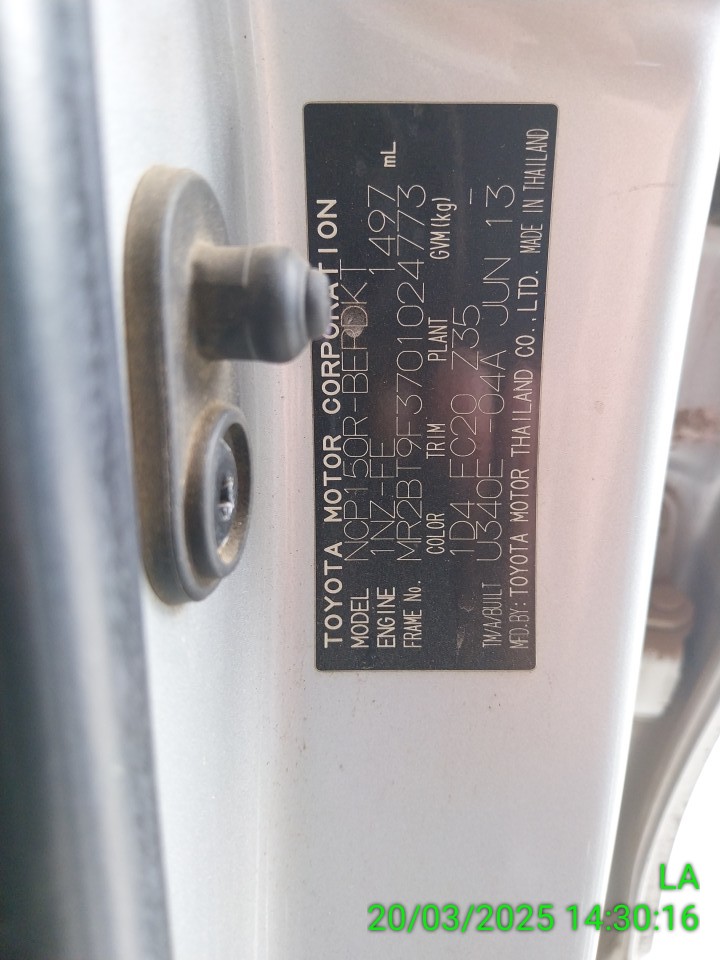 TOYOTA MOTOR CORPORATION
MODEL NCP150R-BEPDKT
ENGINE 1NZ-FE 1497 mL
FRAME No. MR2BT9F3701024773
COLOR TRIM PLANT GVM(kg)
1D4 FC20 Z35 –
TM/A/BUILT U340E -04A JUN 13
MFD.BY: TOYOTA MOTOR THAILAND CO.,LTD. MADE IN THAILAND
LA
20/03/2025 14:30:16